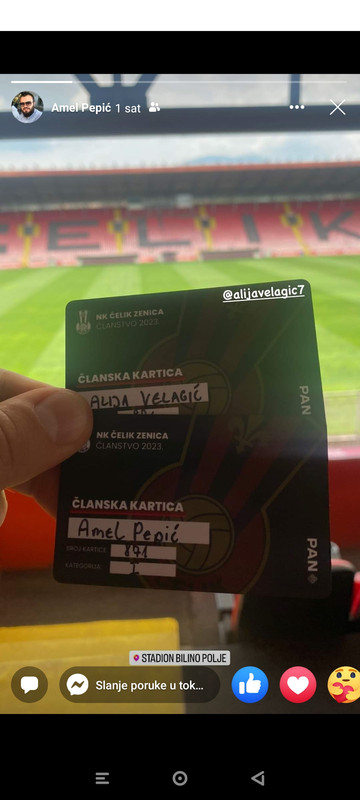 Amel Pepić 1 sat
ČELIK
@alijavelagic7
NK ČELIK ZENICA
ČLANSTVO 2023.
ČLANSKA KARTICA
ALIJA VELAGIĆ
PAN
NK ČELIK ZENICA
ČLANSTVO 2023.
ČLANSKA KARTICA
Amel Pepić
BROJ KARTICE: 871
KATEGORIJA: I
PAN
STADION BILINO POLJE
Slanje poruke u tok...